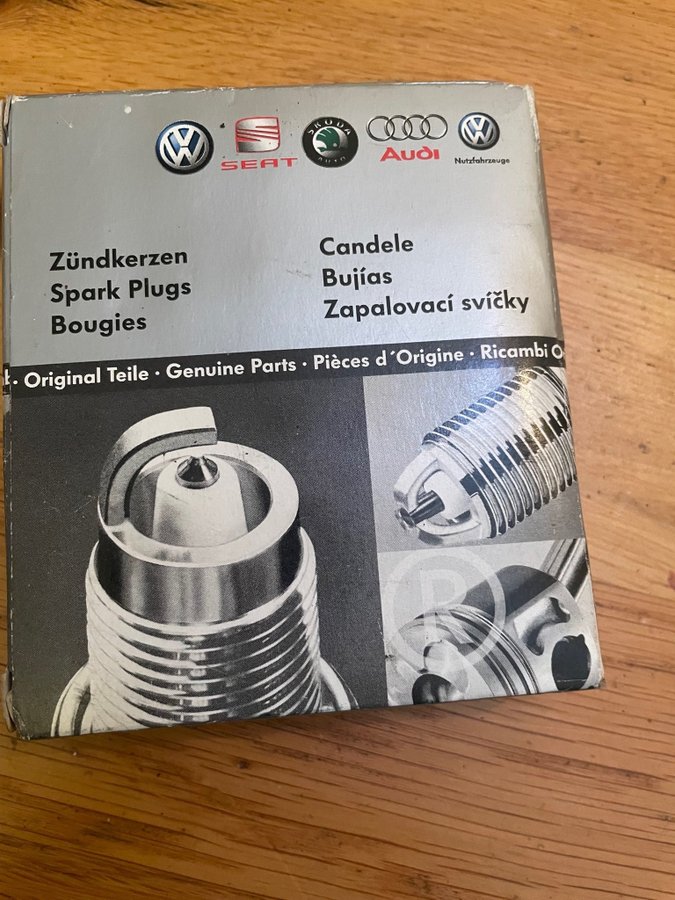 SEAT
ŠKODA
AUTO
Audi
Nutzfahrzeuge
Zündkerzen
Spark Plugs
Bougies
Candele
Bujías
Zapalovací svíčky
· Original Teile · Genuine Parts · Pièces d´Origine · Ricambi O
R